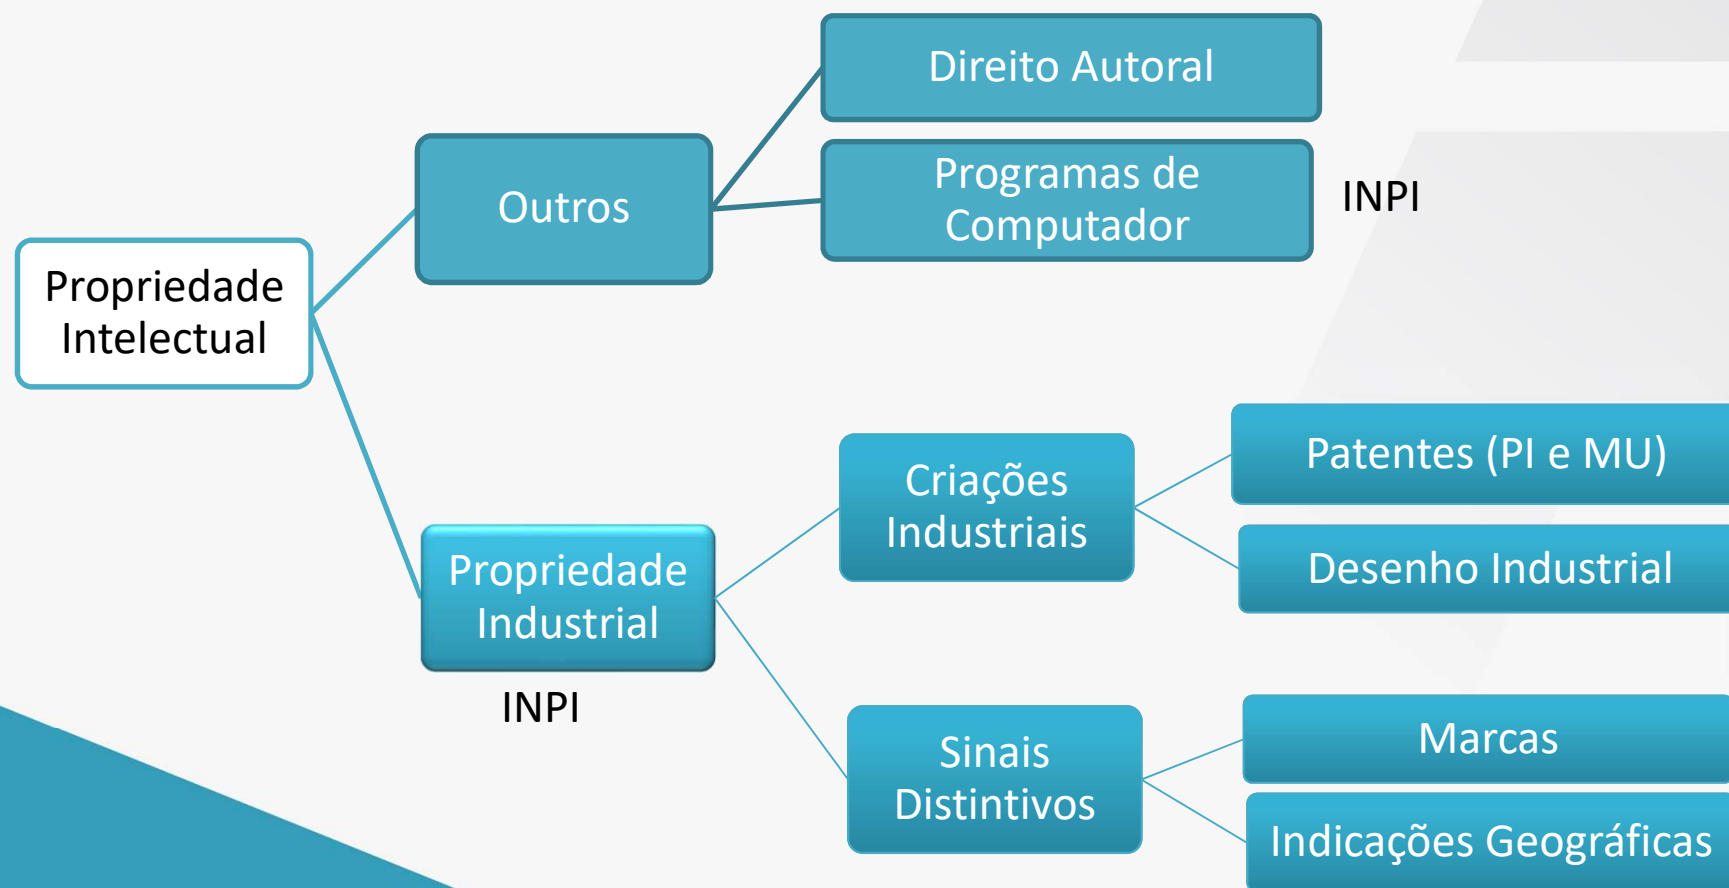 Direito Autoral
Programas de
Computador
INPI
Outros
Propriedade
Intelectual
Patentes (PI e MU)
Criações
Industriais
Desenho Industrial
Propriedade
Industrial
INPI
Marcas
Sinais
Distintivos
Indicações Geográficas